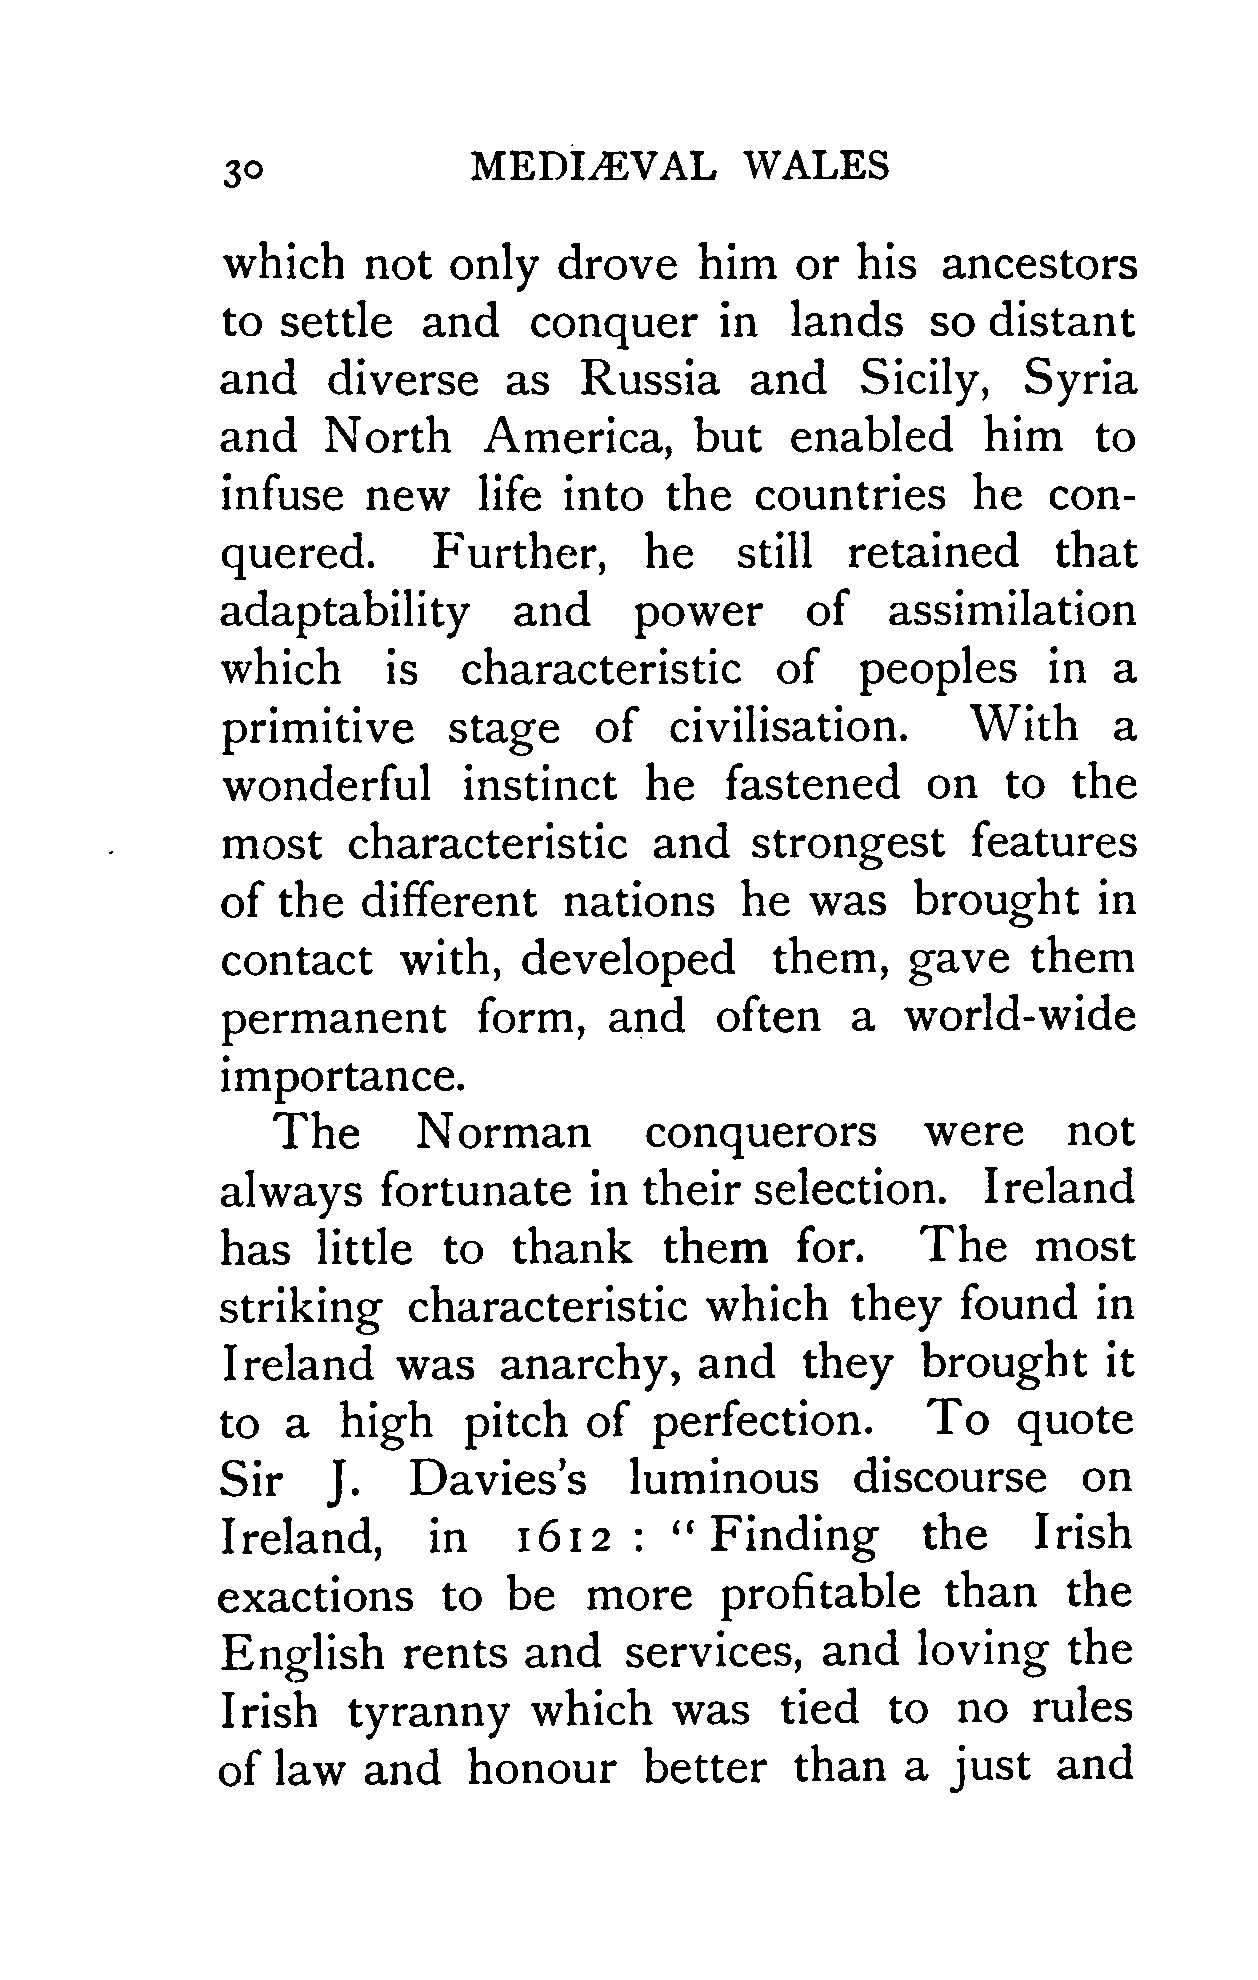 30 MEDIÆVAL WALES
which not only drove him or his ancestors
to settle and conquer in lands so distant
and diverse as Russia and Sicily, Syria
and North America, but enabled him to
infuse new life into the countries he con-
quered. Further, he still retained that
adaptability and power of assimilation
which is characteristic of peoples in a
primitive stage of civilisation. With a
wonderful instinct he fastened on to the
most characteristic and strongest features
of the different nations he was brought in
contact with, developed them, gave them
permanent form, and often a world-wide
importance.
The Norman conquerors were not
always fortunate in their selection. Ireland
has little to thank them for. The most
striking characteristic which they found in
Ireland was anarchy, and they brought it
to a high pitch of perfection. To quote
Sir J. Davies's luminous discourse on
Ireland, in 1612 : " Finding the Irish
exactions to be more profitable than the
English rents and services, and loving the
Irish tyranny which was tied to no rules
of law and honour better than a just and